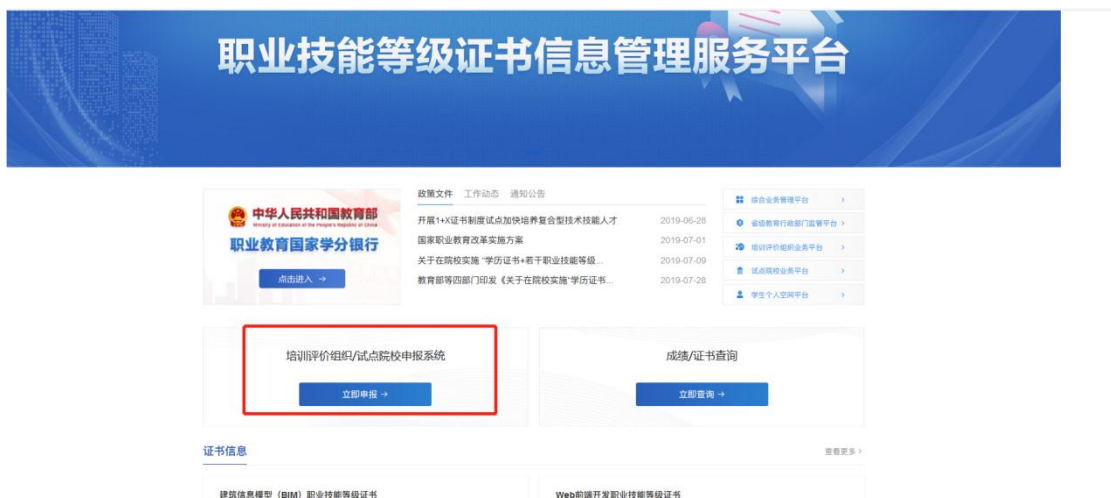 职业技能等级证书信息管理服务平台
中华人民共和国教育部
Ministry of Education of the People's Republic of China
职业教育国家学分银行
点击进入 →
政策文件 工作动态 通知公告
开展1+X证书制度试点加快培养复合型技术技能人才 2019-06-28
国家职业教育改革实施方案 2019-07-01
关于在院校实施 “学历证书+若干职业技能等级... 2019-07-09
教育部等四部门印发《关于在院校实施“学历证书... 2019-07-28
综合业务管理平台 >
省级教育行政部门监管平台 >
培训评价组织业务平台 >
试点院校业务平台 >
学生个人空间平台 >
培训评价组织/试点院校申报系统
立即申报 →
成绩/证书查询
立即查询 →
证书信息
查看更多 >
建筑信息模型（BIM）职业技能等级证书
Web前端开发职业技能等级证书